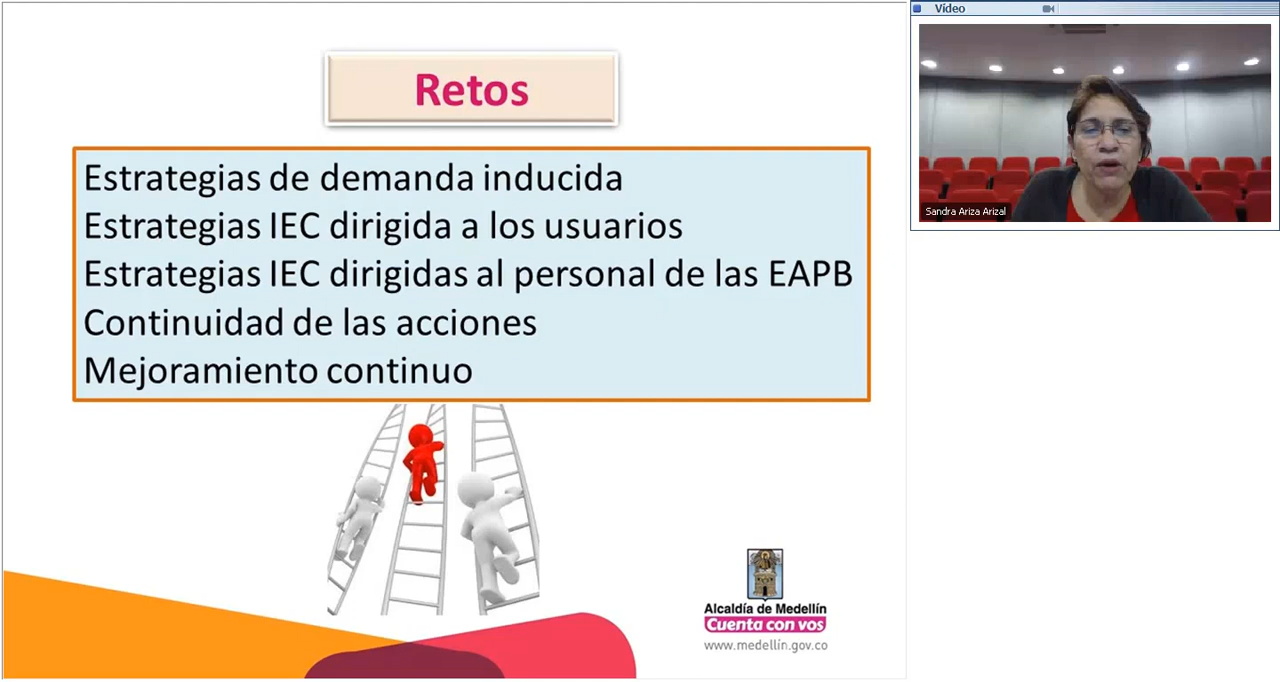 Retos
Estrategias de demanda inducida
Estrategias IEC dirigida a los usuarios
Estrategias IEC dirigidas al personal de las EAPB
Continuidad de las acciones
Mejoramiento continuo
Alcaldía de Medellín
Cuenta con vos
www.medellin.gov.co
Vídeo
Sandra Ariza Arizal